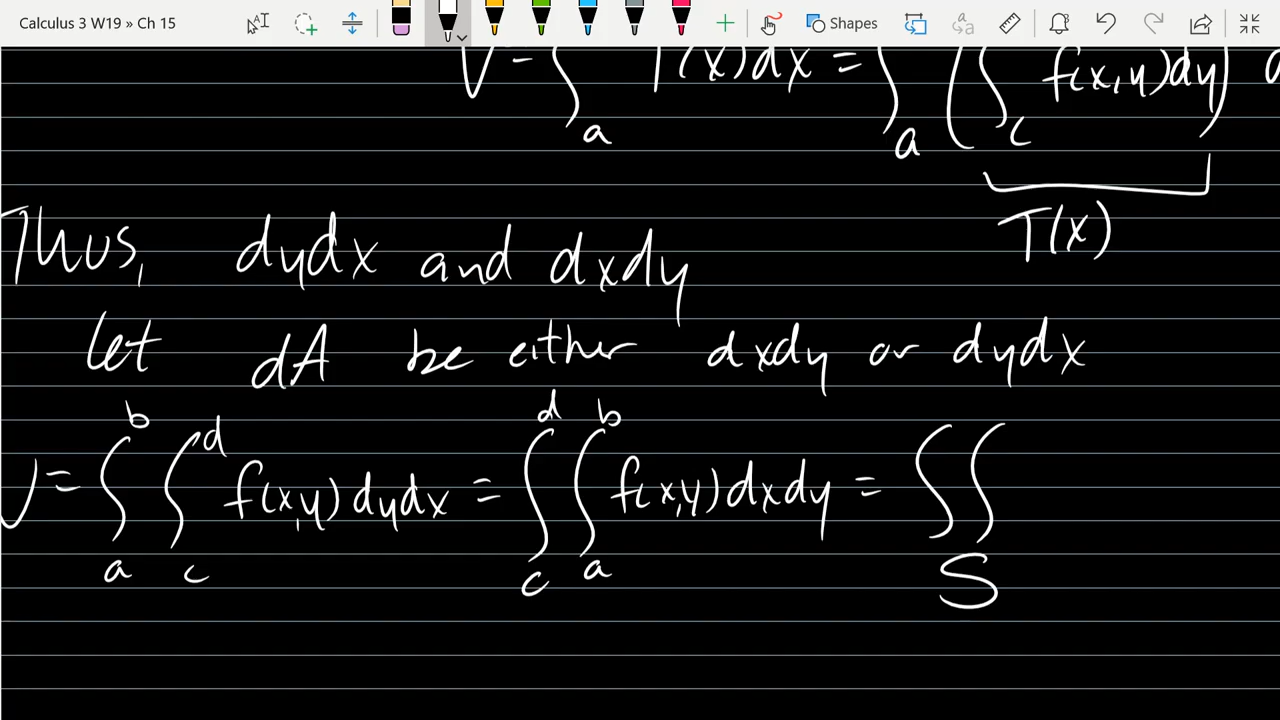 Calculus 3 W19 » Ch 15 Shapes
V = ∫_a T(x)dx = ∫_a (∫_c f(x,y)dy)
T(x)
Thus, dydx and dxdy
let dA be either dxdy or dydx
V = ∫_a^b ∫_c^d f(x,y)dydx = ∫_c^d ∫_a^b f(x,y)dxdy = ∫∫_S